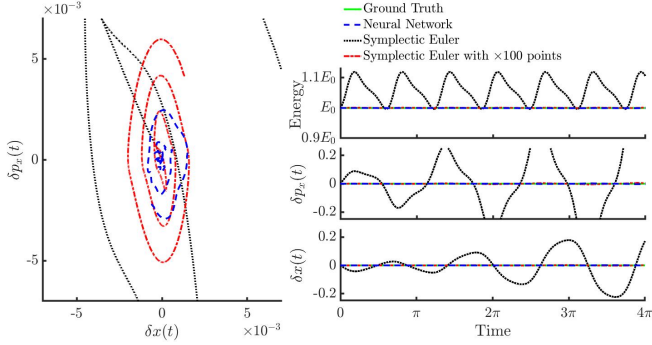 ×10⁻³
5
0
-5
δpₓ(t)
-5 0 5
δx(t)
×10⁻³
Ground Truth
Neural Network
Symplectic Euler
Symplectic Euler with ×100 points
1.1E₀
E₀
0.9E₀
Energy
0.2
0
-0.2
δpₓ(t)
0.2
0
-0.2
δx(t)
0 π 2π 3π 4π
Time